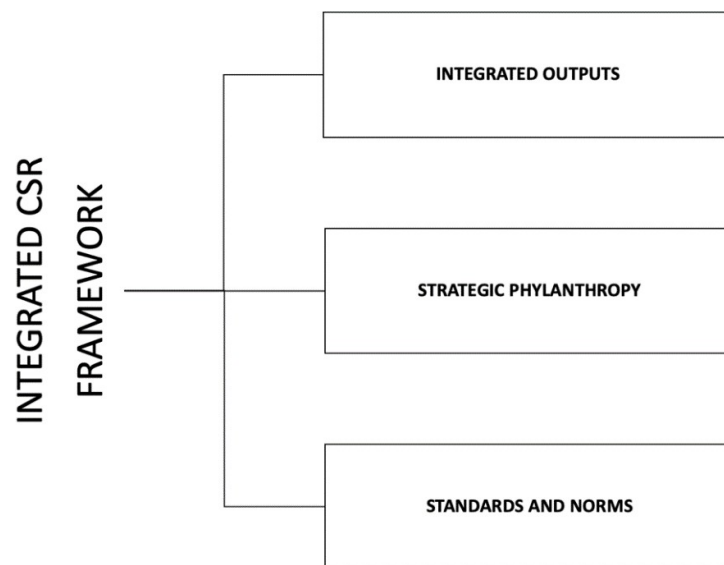 INTEGRATED CSR
FRAMEWORK
INTEGRATED OUTPUTS
STRATEGIC PHYLANTHROPY
STANDARDS AND NORMS